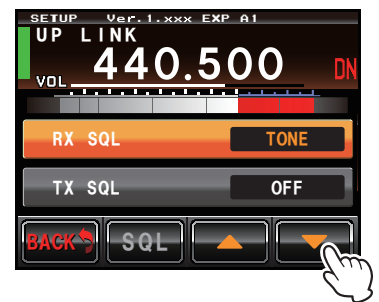 SETUP Ver.1.xxx EXP A1
UP LINK
VOL 440.500 DN
RX SQL TONE
TX SQL OFF
BACK SQL